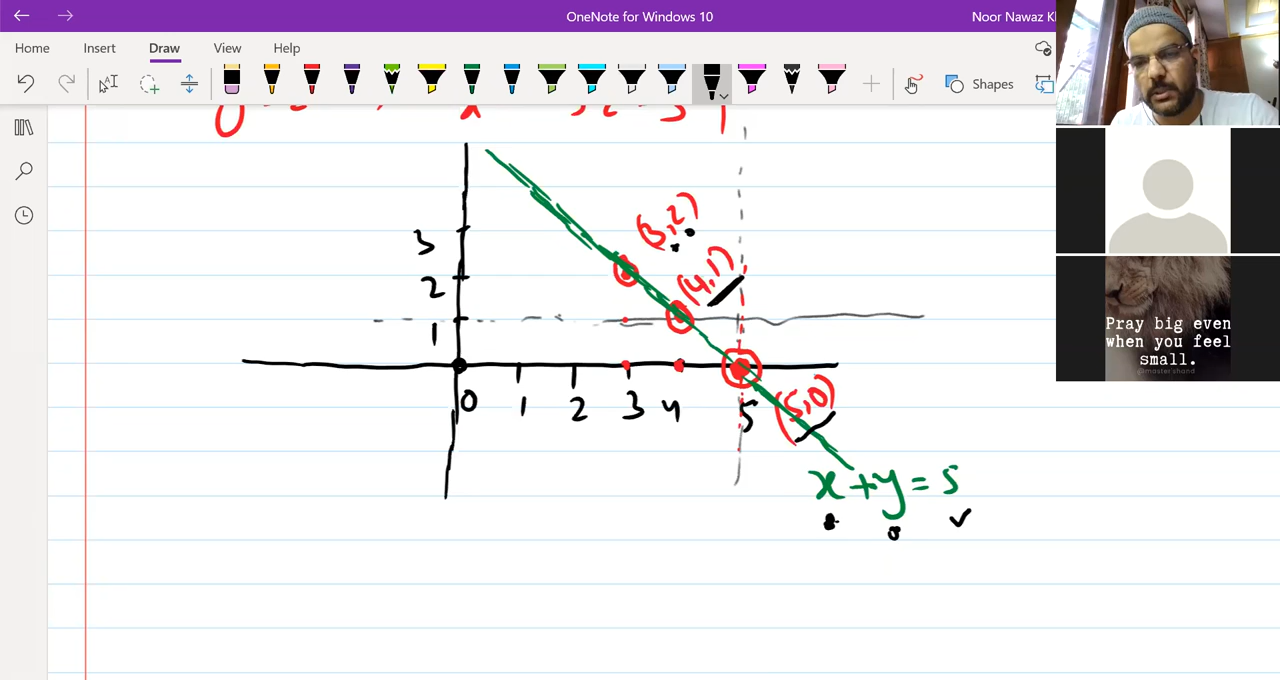 OneNote for Windows 10
Noor Nawaz Kh
Home Insert Draw View Help
Shapes
3
2
1
(3,2)
(4,1)
0 1 2 3 4 5
(5,0)
x + y = 5
Pray big even
when you feel
small.